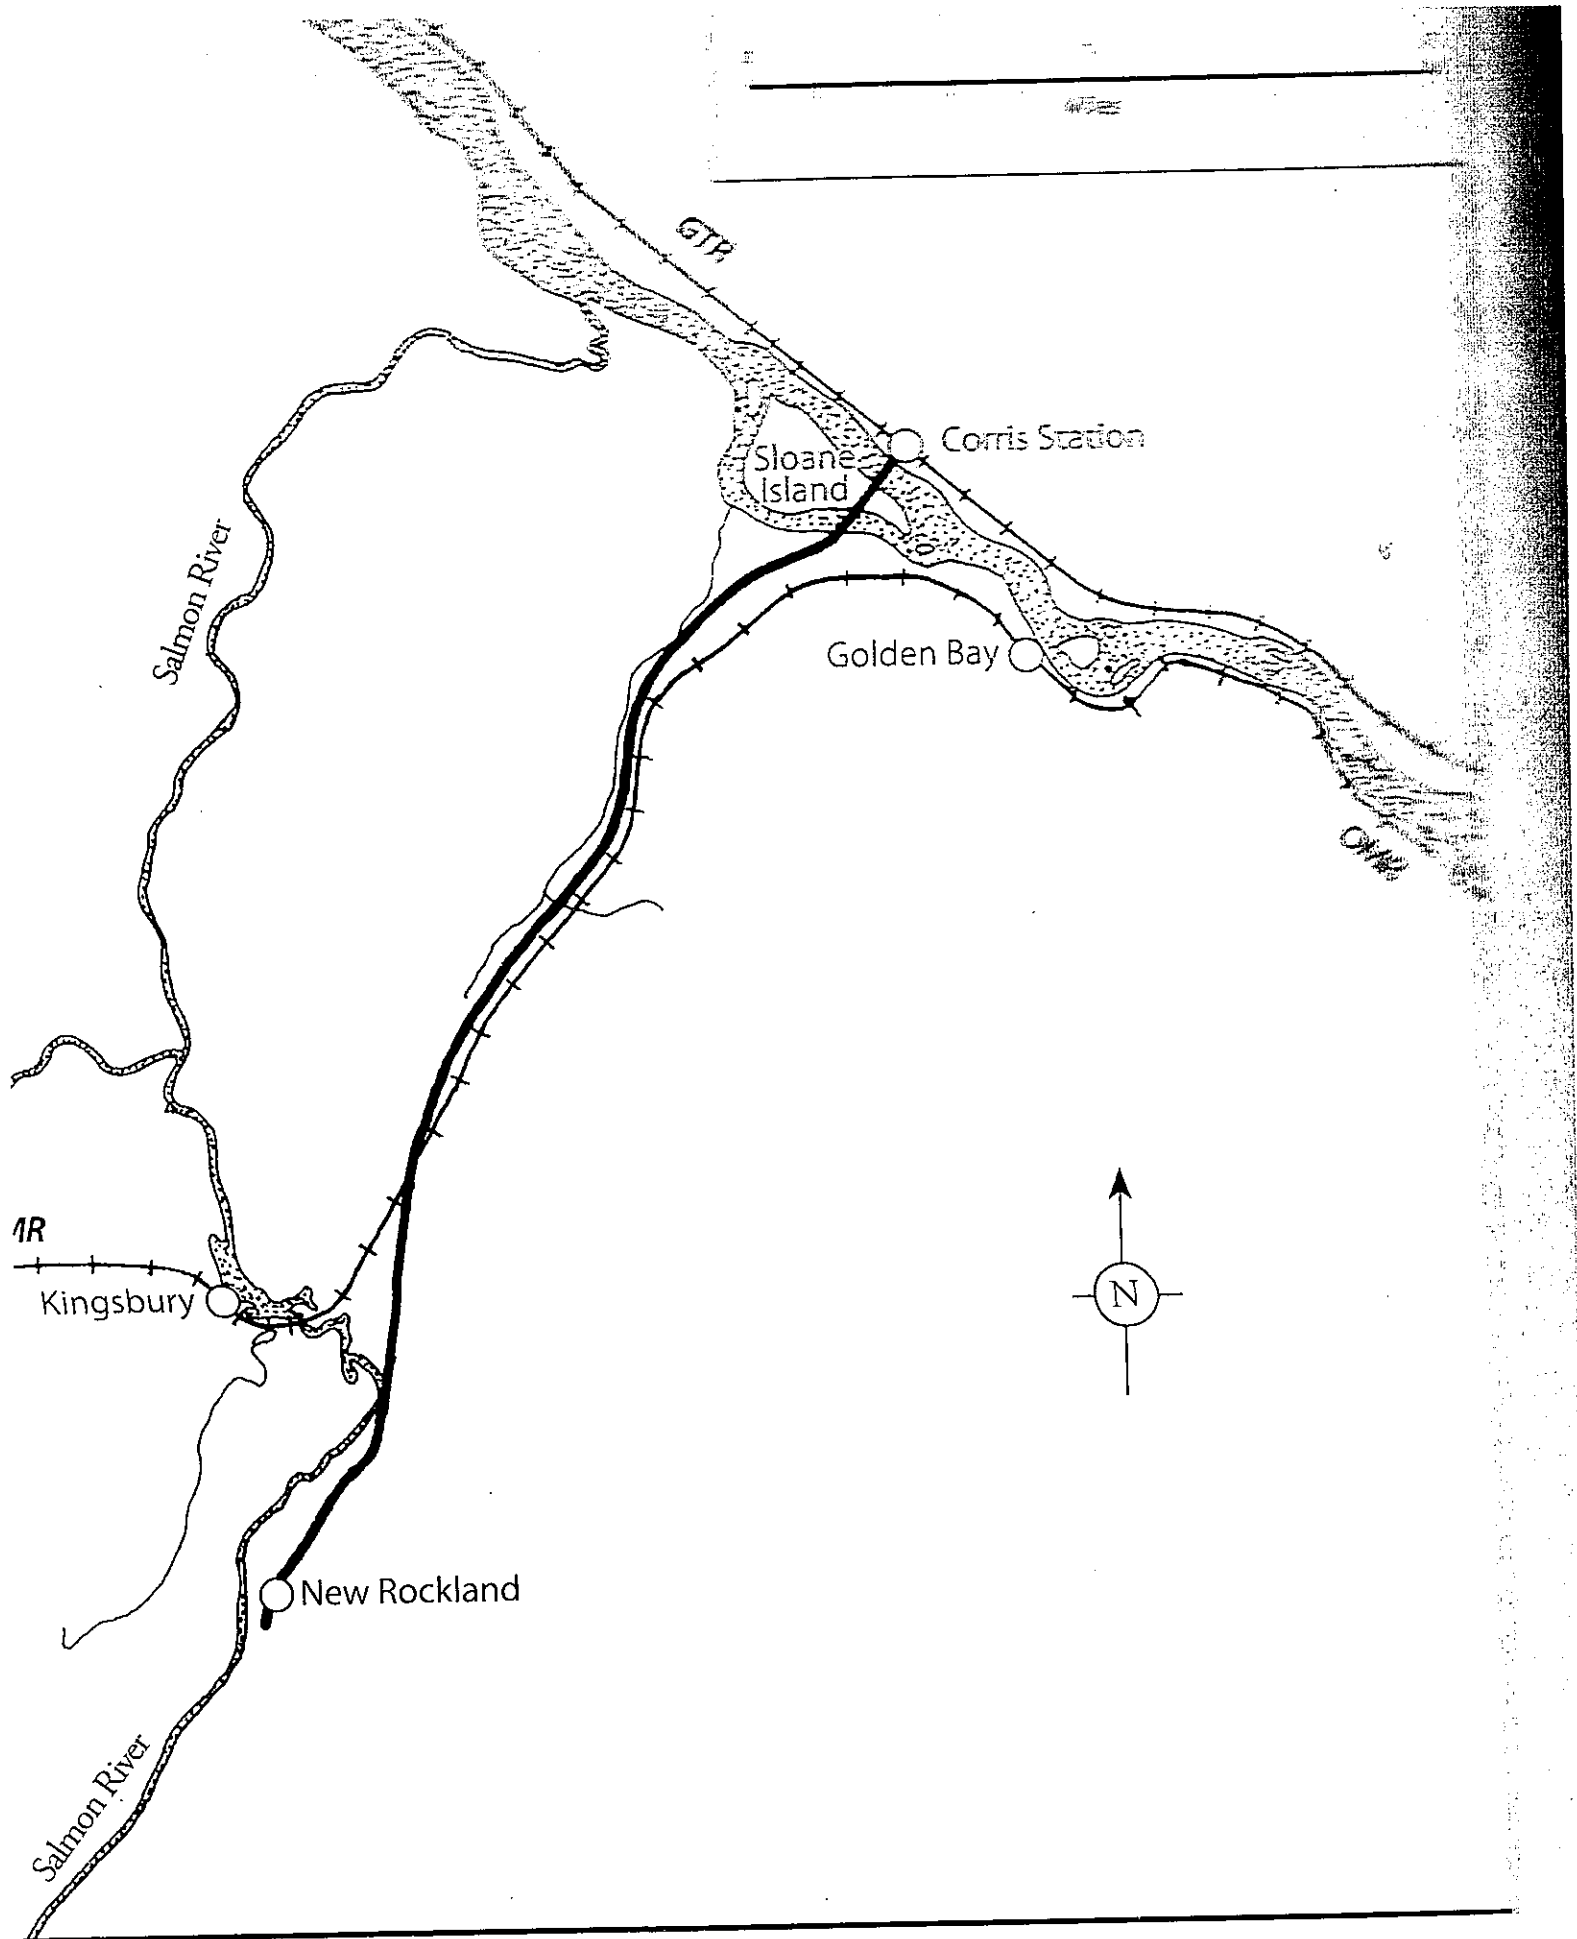 GTR
Corris Station
Sloane
Island
Salmon River
Golden Bay
Kingsbury
N
New Rockland
Salmon River